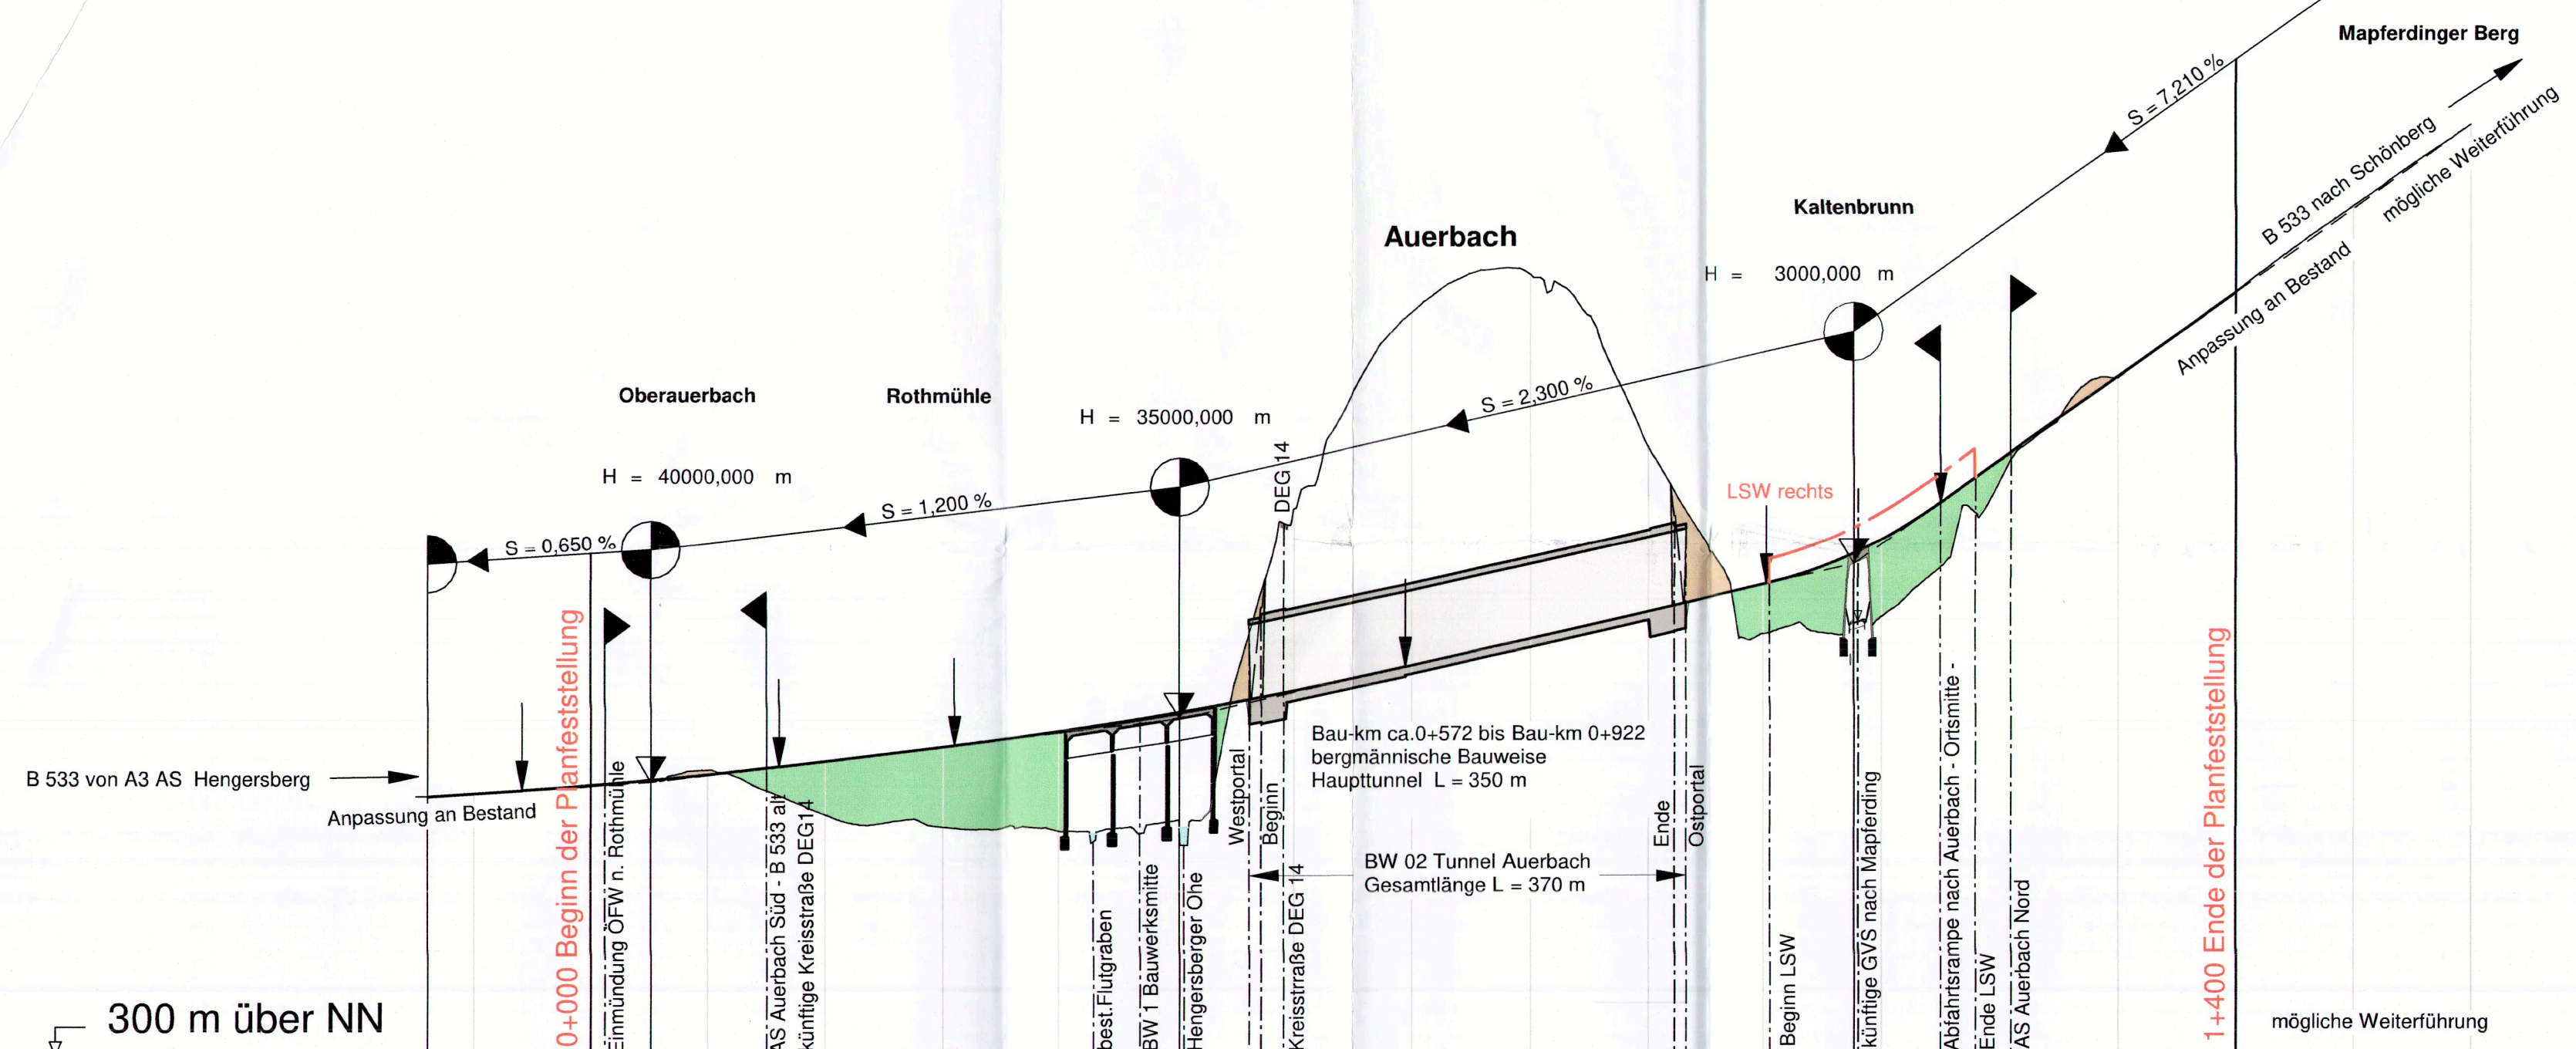 Mapferdinger Berg
S = 7,210 %
B 533 nach Schönberg
mögliche Weiterführung
Anpassung an Bestand
Kaltenbrunn
H = 3000,000 m
Auerbach
S = 2,300 %
Oberauerbach
Rothmühle
H = 35000,000 m
H = 40000,000 m
S = 1,200 %
S = 0,650 %
DEG 14
LSW rechts
B 533 von A3 AS Hengersberg
Anpassung an Bestand
0+000 Beginn der Planfeststellung
Einmündung ÖFW n. Rothmühle
AS Auerbach Süd - B 533 alt
künftige Kreisstraße DEG14
best.Flutgraben
BW 1 Bauwerksmitte
Hengersberger Ohe
Westportal
Beginn
Kreisstraße DEG 14
Bau-km ca.0+572 bis Bau-km 0+922
bergmännische Bauweise
Haupttunnel L = 350 m
BW 02 Tunnel Auerbach
Gesamtlänge L = 370 m
Ende
Ostportal
Beginn LSW
künftige GVS nach Mapferding
Abfahrtsrampe nach Auerbach - Ortsmitte -
Ende LSW
AS Auerbach Nord
1+400 Ende der Planfeststellung
300 m über NN
mögliche Weiterführung